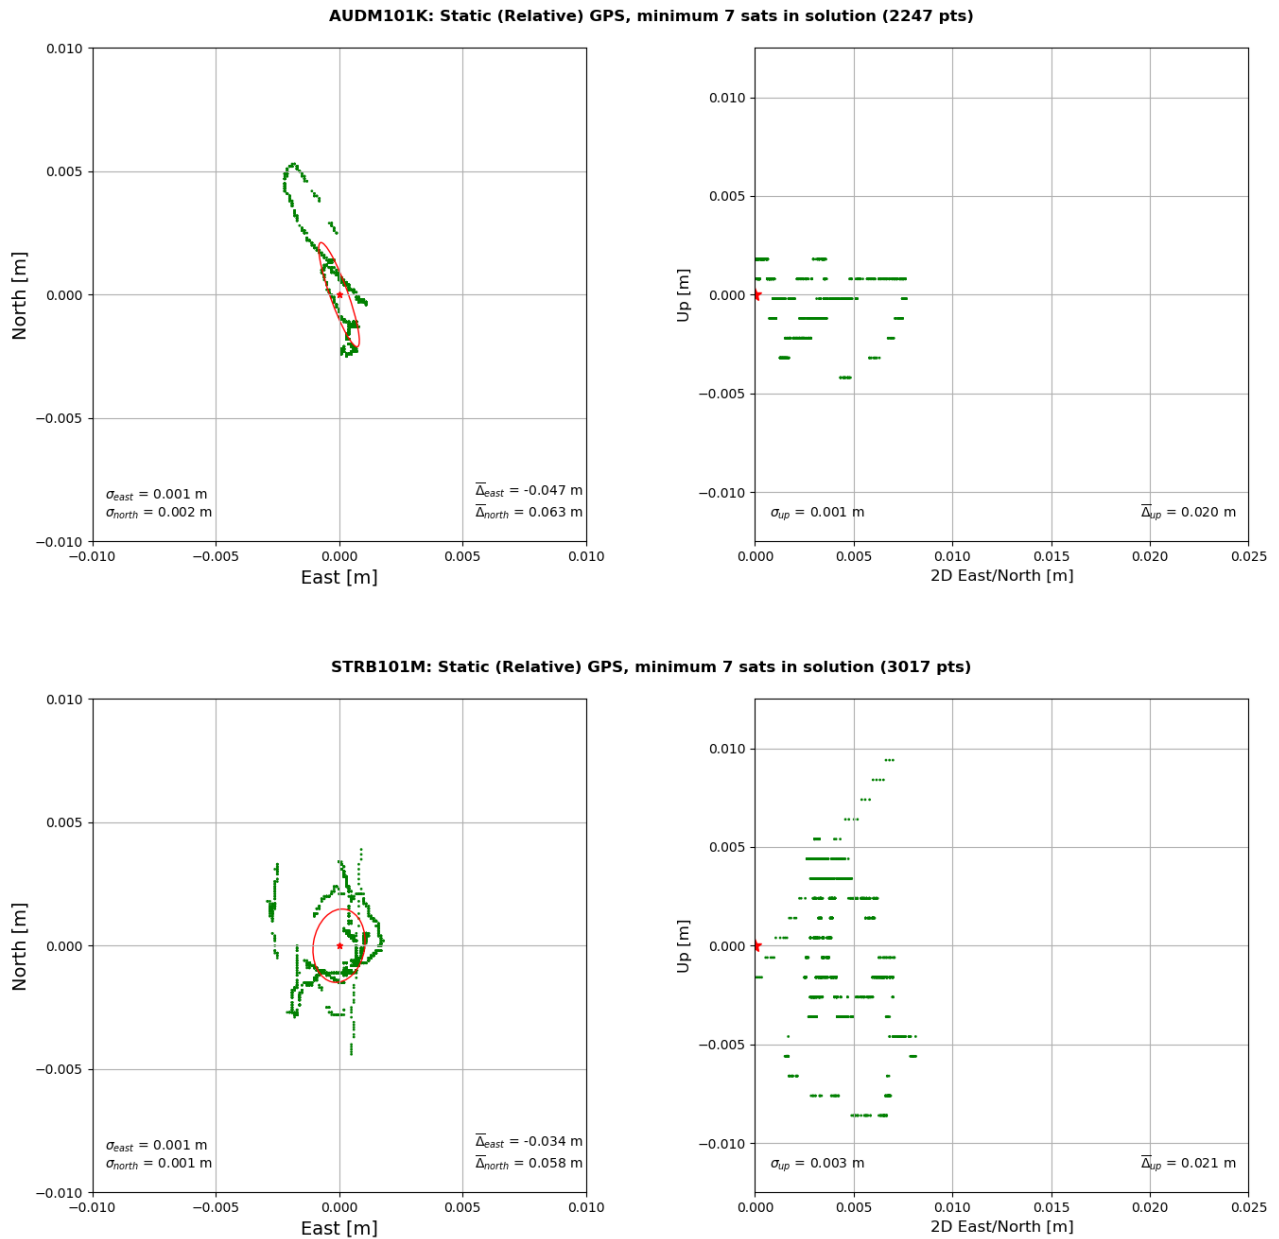 AUDM101K: Static (Relative) GPS, minimum 7 sats in solution (2247 pts)
North [m]
0.010
0.005
0.000
−0.005
−0.010
σeast = 0.001 m
σnorth = 0.002 m
Δ̅east = -0.047 m
Δ̅north = 0.063 m
−0.010 −0.005 0.000 0.005 0.010
East [m]
Up [m]
0.010
0.005
0.000
−0.005
−0.010
σup = 0.001 m
Δ̅up = 0.020 m
0.000 0.005 0.010 0.015 0.020 0.025
2D East/North [m]
STRB101M: Static (Relative) GPS, minimum 7 sats in solution (3017 pts)
North [m]
0.010
0.005
0.000
−0.005
−0.010
σeast = 0.001 m
σnorth = 0.001 m
Δ̅east = -0.034 m
Δ̅north = 0.058 m
−0.010 −0.005 0.000 0.005 0.010
East [m]
Up [m]
0.010
0.005
0.000
−0.005
−0.010
σup = 0.003 m
Δ̅up = 0.021 m
0.000 0.005 0.010 0.015 0.020 0.025
2D East/North [m]